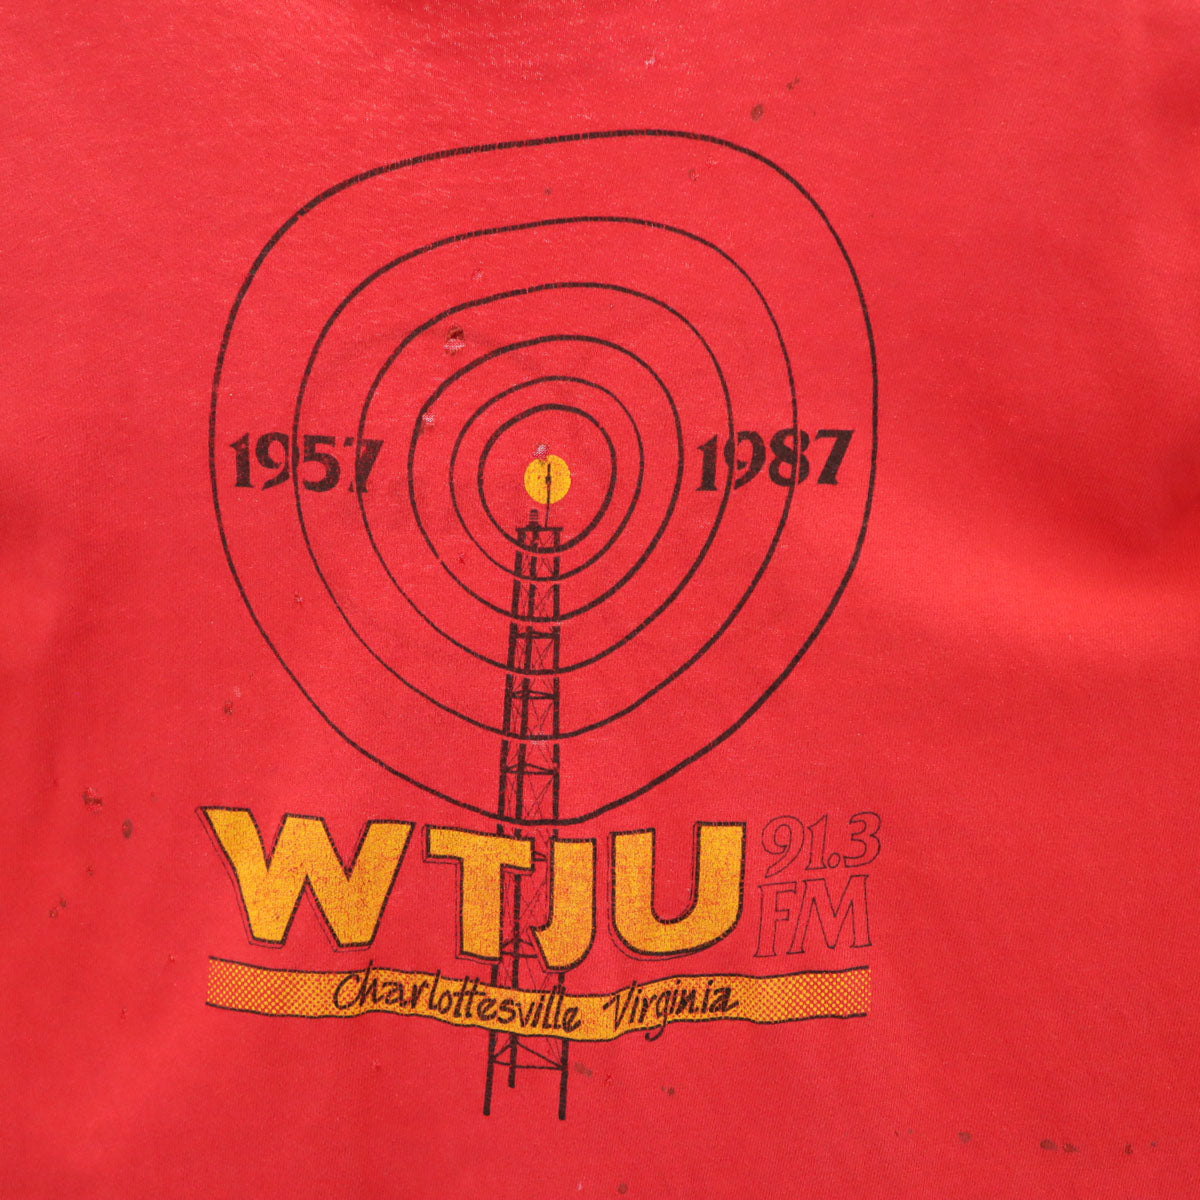 1957 1987
WTJU 91.3
FM
Charlottesville Virginia